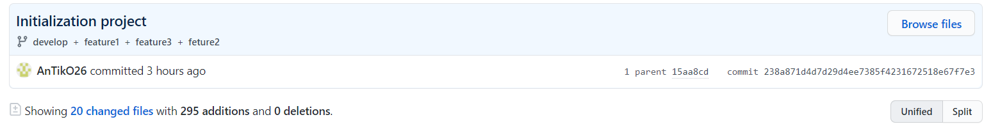 Initialization project
Browse files
develop + feature1 + feature3 + feture2
AnTikO26 committed 3 hours ago
1 parent 15aa8cd commit 238a871d4d7d29d4ee7385f4231672518e67f7e3
Showing 20 changed files with 295 additions and 0 deletions.
Unified Split